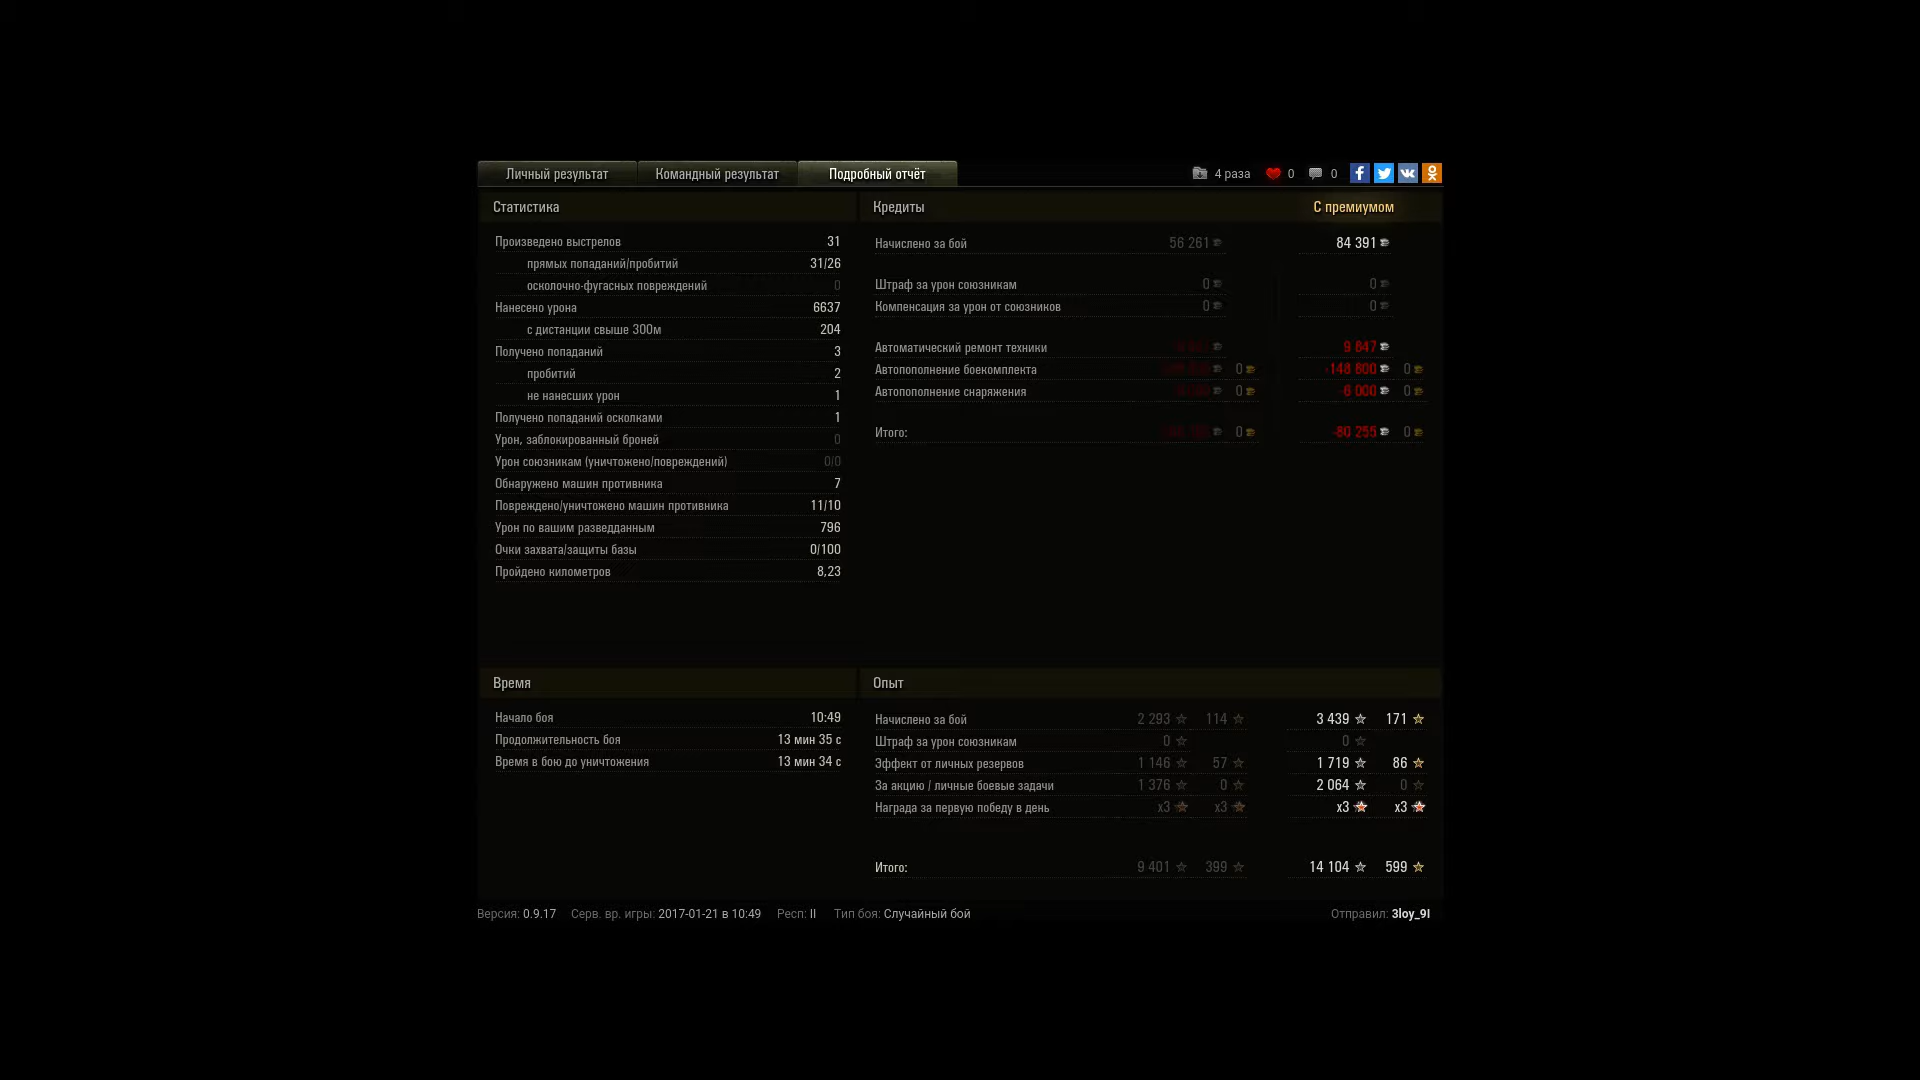 Личный результат Командный результат Подробный отчёт 4 раза 0 0
Статистика
Произведено выстрелов 31
прямых попаданий/пробитий 31/26
осколочно-фугасных повреждений 0
Нанесено урона 6637
с дистанции свыше 300м 204
Получено попаданий 3
пробитий 2
не нанесших урон 1
Получено попаданий осколками 1
Урон, заблокированный броней 0
Урон союзникам (уничтожено/повреждений) 0/0
Обнаружено машин противника 7
Повреждено/уничтожено машин противника 11/10
Урон по вашим разведданным 796
Очки захвата/защиты базы 0/100
Пройдено километров 8,23
Кредиты С премиумом
Начислено за бой 56 261 84 391
Штраф за урон союзникам 0 0
Компенсация за урон от союзников 0 0
Автоматический ремонт техники 9 847
Автопополнение боекомплекта 0 -148 800 0
Автопополнение снаряжения 0 -6 000 0
Итого: 0 -80 255 0
Время
Начало боя 10:49
Продолжительность боя 13 мин 35 с
Время в бою до уничтожения 13 мин 34 с
Опыт
Начислено за бой 2 293 114 3 439 171
Штраф за урон союзникам 0 0
Эффект от личных резервов 1 146 57 1 719 86
За акцию / личные боевые задачи 1 376 0 2 064 0
Награда за первую победу в день x3 x3 x3 x3
Итого: 9 401 399 14 104 599
Версия: 0.9.17 Серв. вр. игры: 2017-01-21 в 10:49 Респ: II Тип боя: Случайный бой Отправил: 3loy_9I